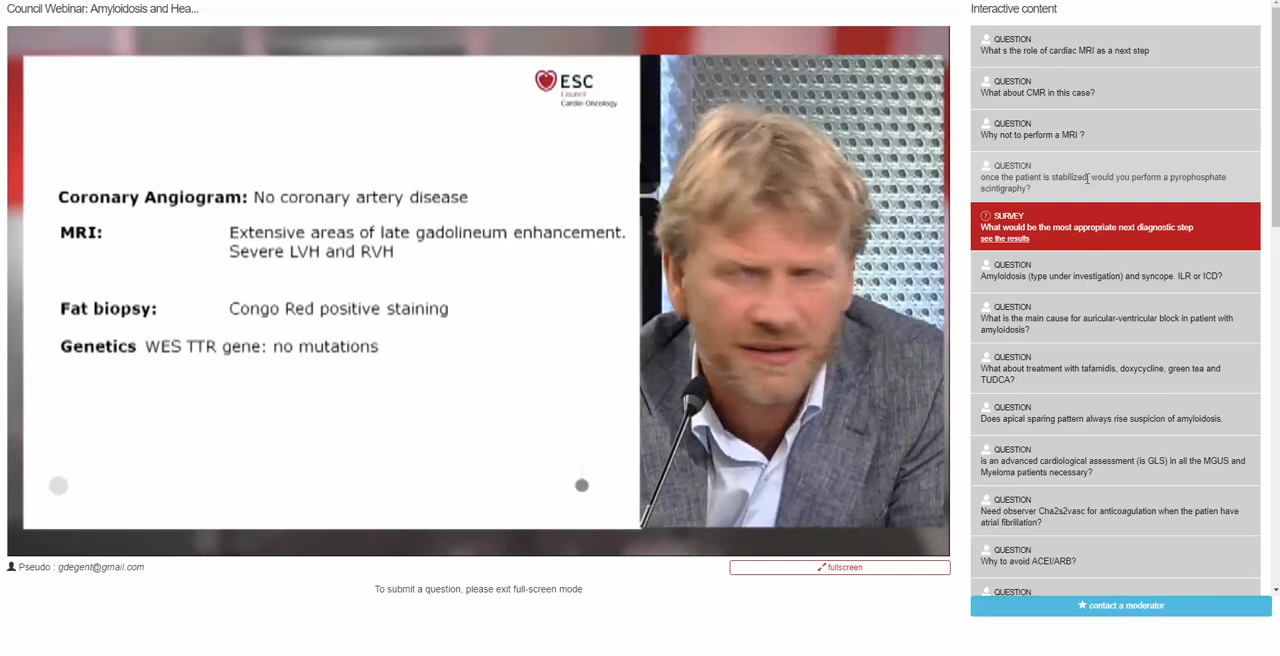 Council Webinar: Amyloidosis and Hea...
ESC
Council
Cardio-Oncology
Coronary Angiogram: No coronary artery disease
MRI: Extensive areas of late gadolineum enhancement.
Severe LVH and RVH
Fat biopsy: Congo Red positive staining
Genetics WES TTR gene: no mutations
Pseudo : gdegent@gmail.com
fullscreen
To submit a question, please exit full-screen mode
Interactive content
QUESTION
What s the role of cardiac MRI as a next step
QUESTION
What about CMR in this case?
QUESTION
Why not to perform a MRI ?
QUESTION
once the patient is stabilized, would you perform a pyrophosphate
scintigraphy?
? SURVEY
What would be the most appropriate next diagnostic step
see the results
QUESTION
Amyloldosis (type under investigation) and syncope. ILR or ICD?
QUESTION
What is the main cause for auricular-ventricular block in patient with
amyloidosis?
QUESTION
What about treatment with tafamidis, doxycycline, green tea and
TUDCA?
QUESTION
Does apical sparing pattern always rise suspicion of amyloidosis.
QUESTION
is an advanced cardiological assessment (is GLS) in all the MGUS and
Myeloma patients necessary?
QUESTION
Need observer Cha2s2vasc for anticoagulation when the patien have
atrial fibrillation?
QUESTION
Why to avoid ACEI/ARB?
QUESTION
contact a moderator